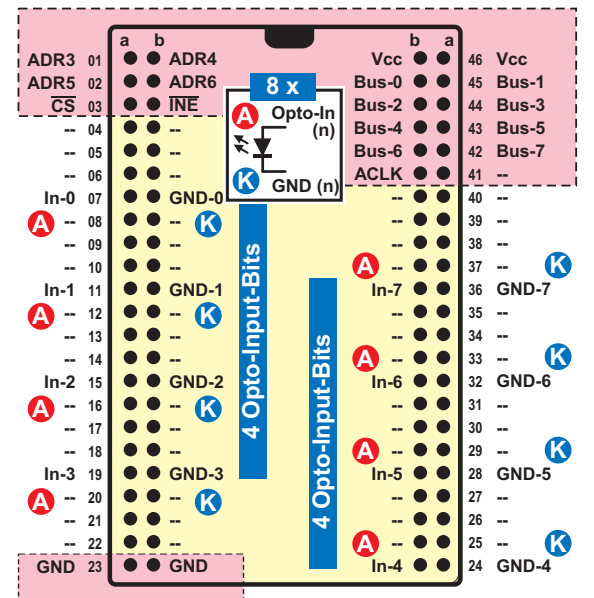 a b b a
ADR3 01 ADR4 Vcc 46 Vcc
ADR5 02 ADR6 Bus-0 45 Bus-1
C̅S̅ 03 I̅N̅E̅ 8 x Bus-2 44 Bus-3
-- 04 -- A Opto-In (n) Bus-4 43 Bus-5
-- 05 -- Bus-6 42 Bus-7
-- 06 -- K GND (n) ACLK 41 --
In-0 07 GND-0 -- 40 --
A -- 08 -- K -- 39 --
-- 09 -- -- 38 --
-- 10 -- A -- 37 -- K
In-1 11 GND-1 In-7 36 GND-7
A -- 12 -- K -- 35 --
-- 13 -- -- 34 --
-- 14 -- A -- 33 -- K
In-2 15 GND-2 In-6 32 GND-6
A -- 16 -- K -- 31 --
-- 17 -- -- 30 --
-- 18 -- A -- 29 -- K
In-3 19 GND-3 In-5 28 GND-5
A -- 20 -- K -- 27 --
-- 21 -- -- 26 --
-- 22 -- A -- 25 -- K
GND 23 GND In-4 24 GND-4
4 Opto-Input-Bits
4 Opto-Input-Bits